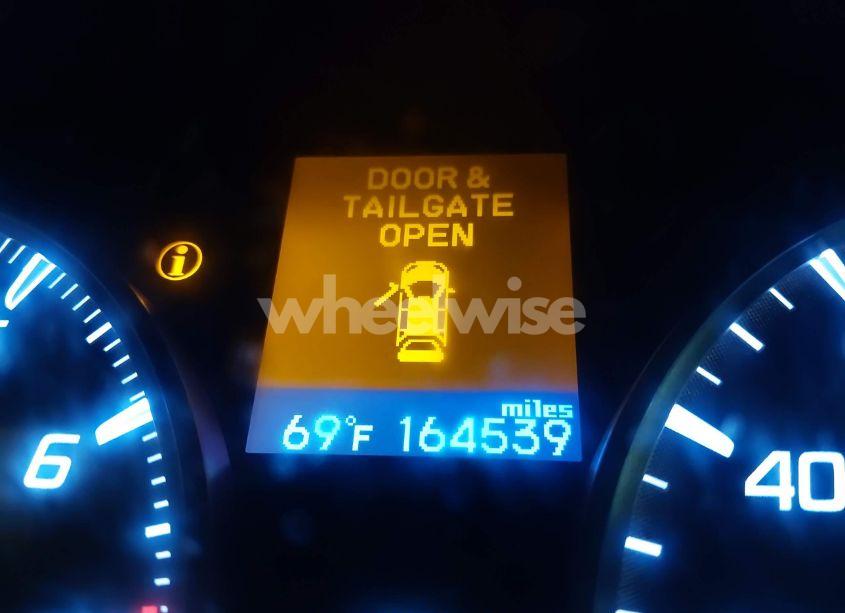 DOOR &
TAILGATE
OPEN
i
wheelwise
miles
69°F 164539
6
40